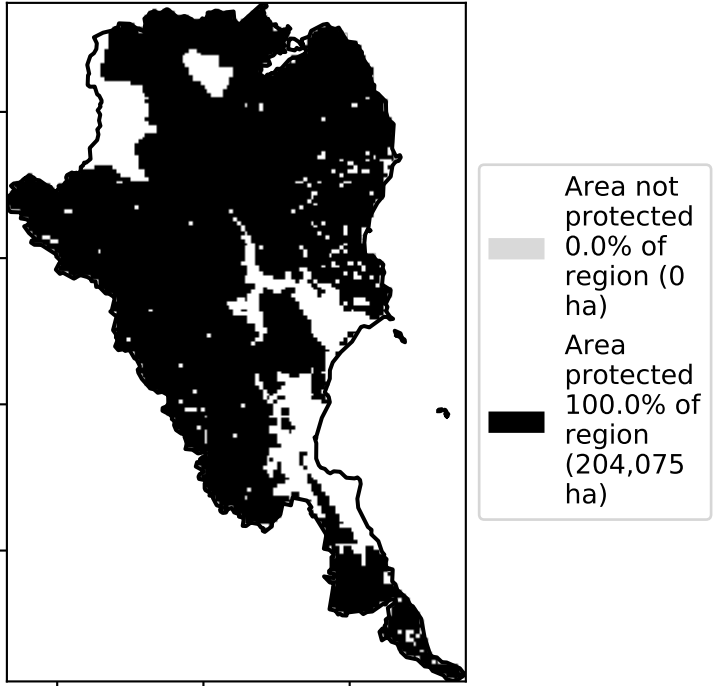 Area not
protected
0.0% of
region (0
ha)
Area
protected
100.0% of
region
(204,075
ha)